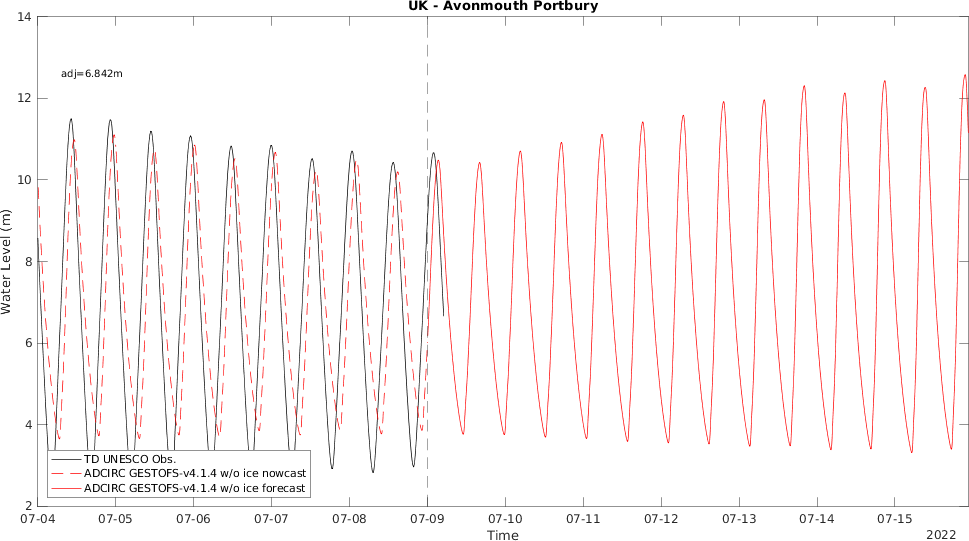 UK - Avonmouth Portbury
14
adj=6.842m
12
10
8
6
4
2
Water Level (m)
TD UNESCO Obs.
ADCIRC GESTOFS-v4.1.4 w/o ice nowcast
ADCIRC GESTOFS-v4.1.4 w/o ice forecast
07-04 07-05 07-06 07-07 07-08 07-09 07-10 07-11 07-12 07-13 07-14 07-15
Time
2022